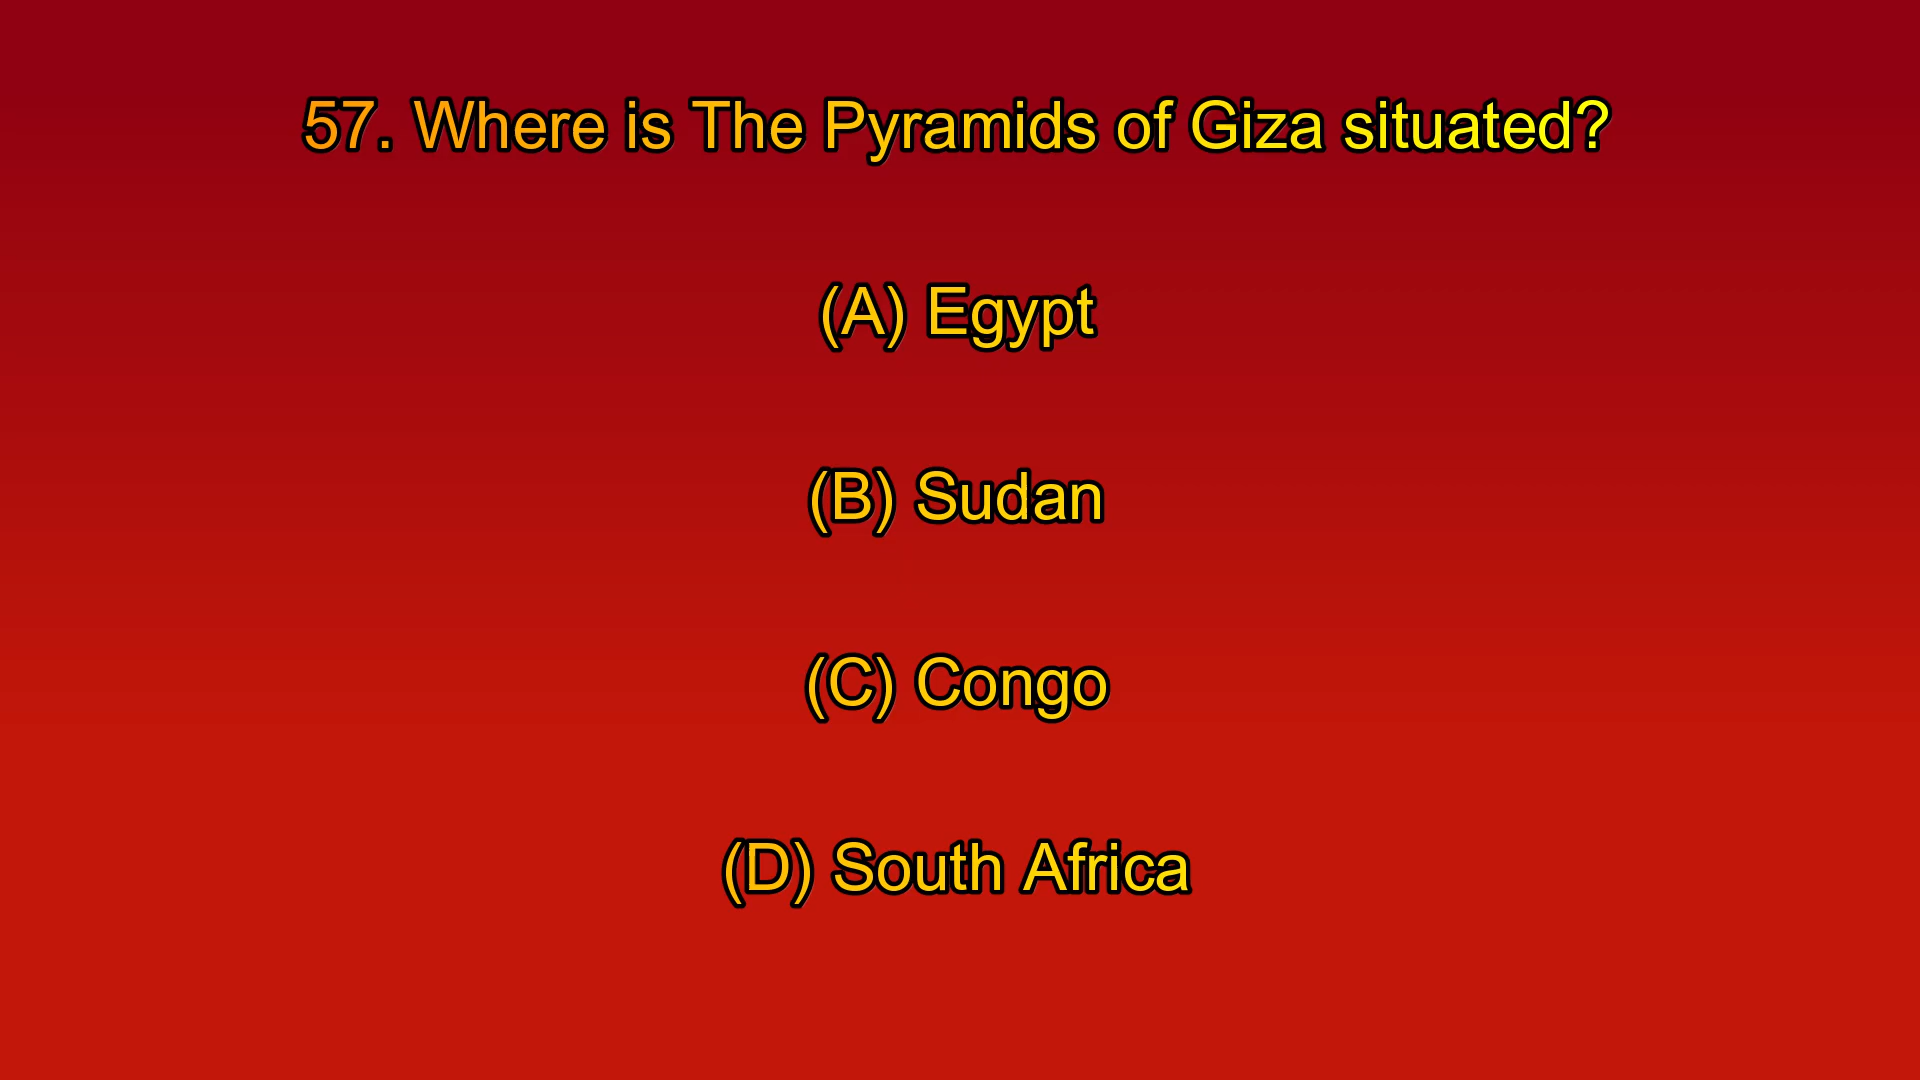 57. Where is The Pyramids of Giza situated?
(A) Egypt
(B) Sudan
(C) Congo
(D) South Africa